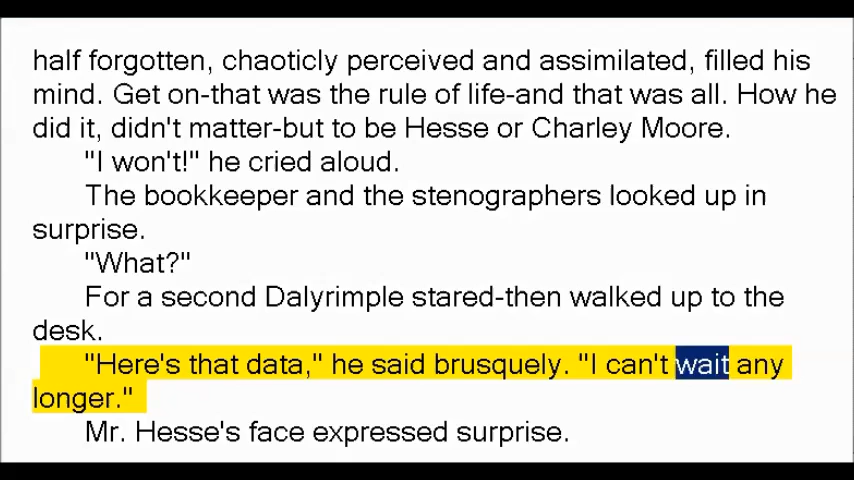 half forgotten, chaoticly perceived and assimilated, filled his
mind. Get on-that was the rule of life-and that was all. How he
did it, didn't matter-but to be Hesse or Charley Moore.
"I won't!" he cried aloud.
The bookkeeper and the stenographers looked up in
surprise.
"What?"
For a second Dalyrimple stared-then walked up to the
desk.
"Here's that data," he said brusquely. "I can't wait any
longer."
Mr. Hesse's face expressed surprise.